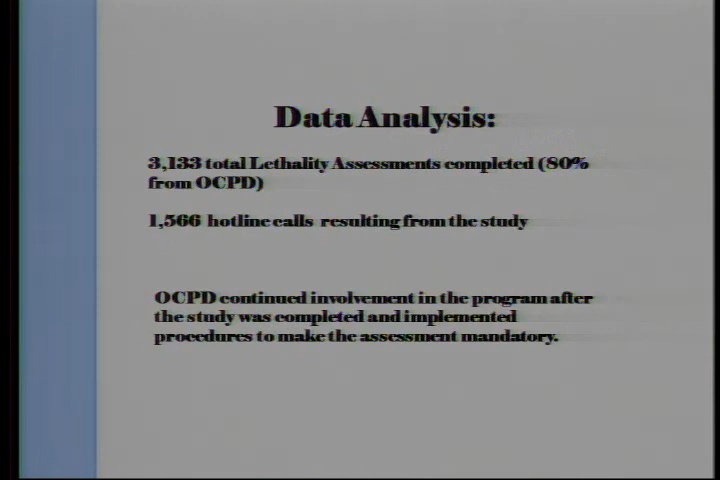 Data Analysis:
3,133 total Lethality Assessments completed (80%
from OCPD)
1,566 hotline calls resulting from the study
OCPD continued involvement in the program after
the study was completed and implemented
procedures to make the assessment mandatory.